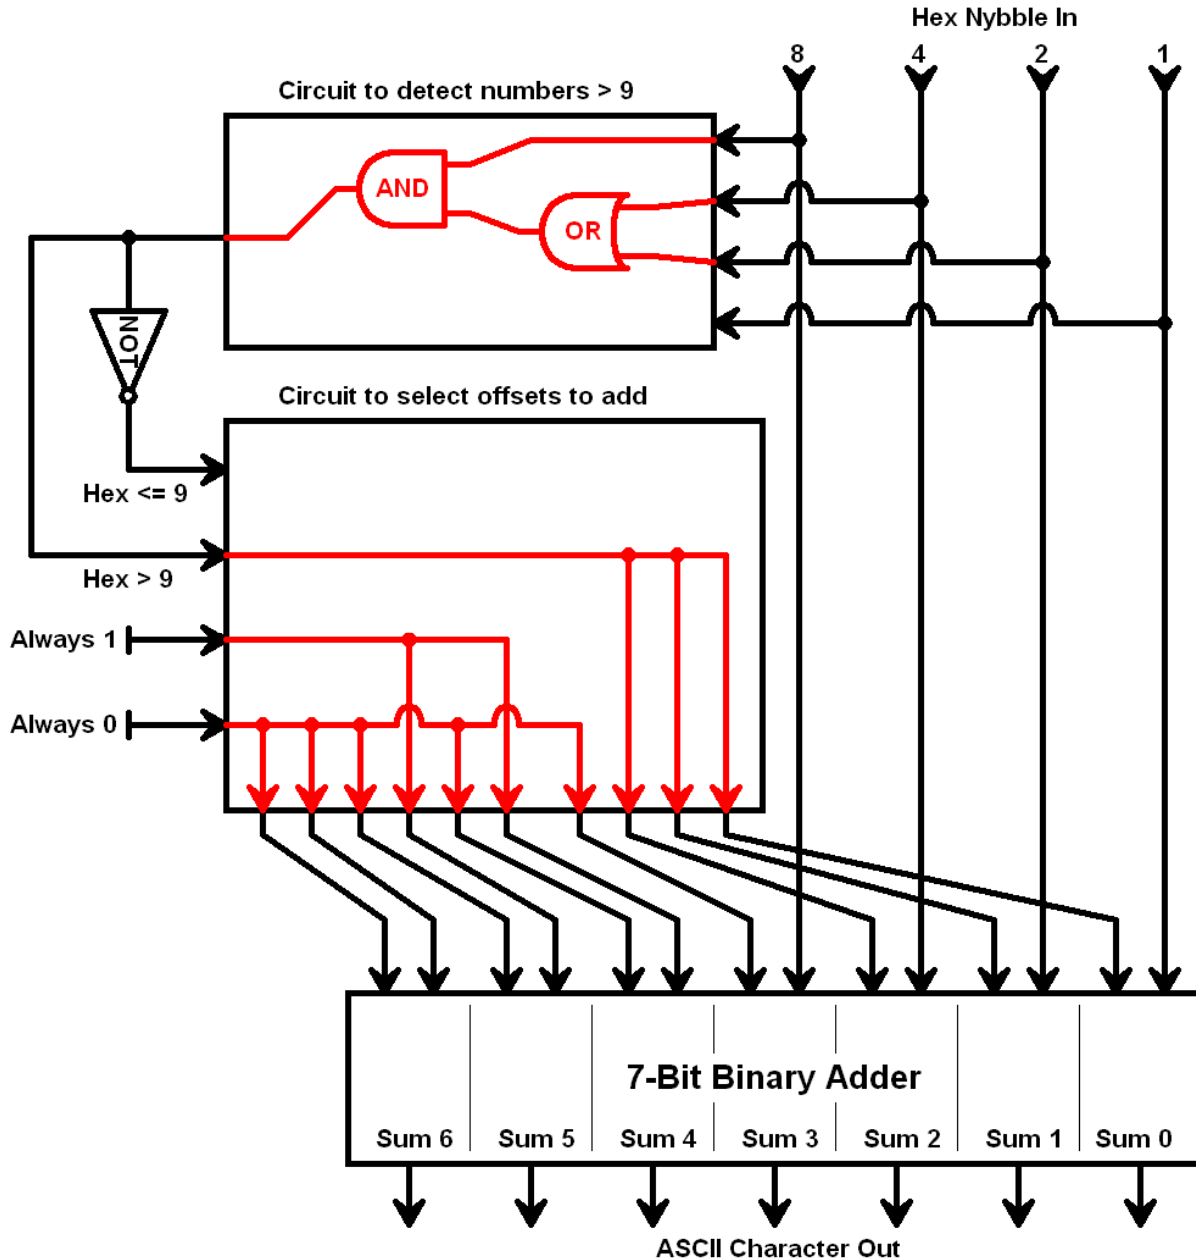 Hex Nybble In
8 4 2 1
Circuit to detect numbers > 9
AND
OR
NOT
Circuit to select offsets to add
Hex <= 9
Hex > 9
Always 1
Always 0
7-Bit Binary Adder
Sum 6 Sum 5 Sum 4 Sum 3 Sum 2 Sum 1 Sum 0
ASCII Character Out